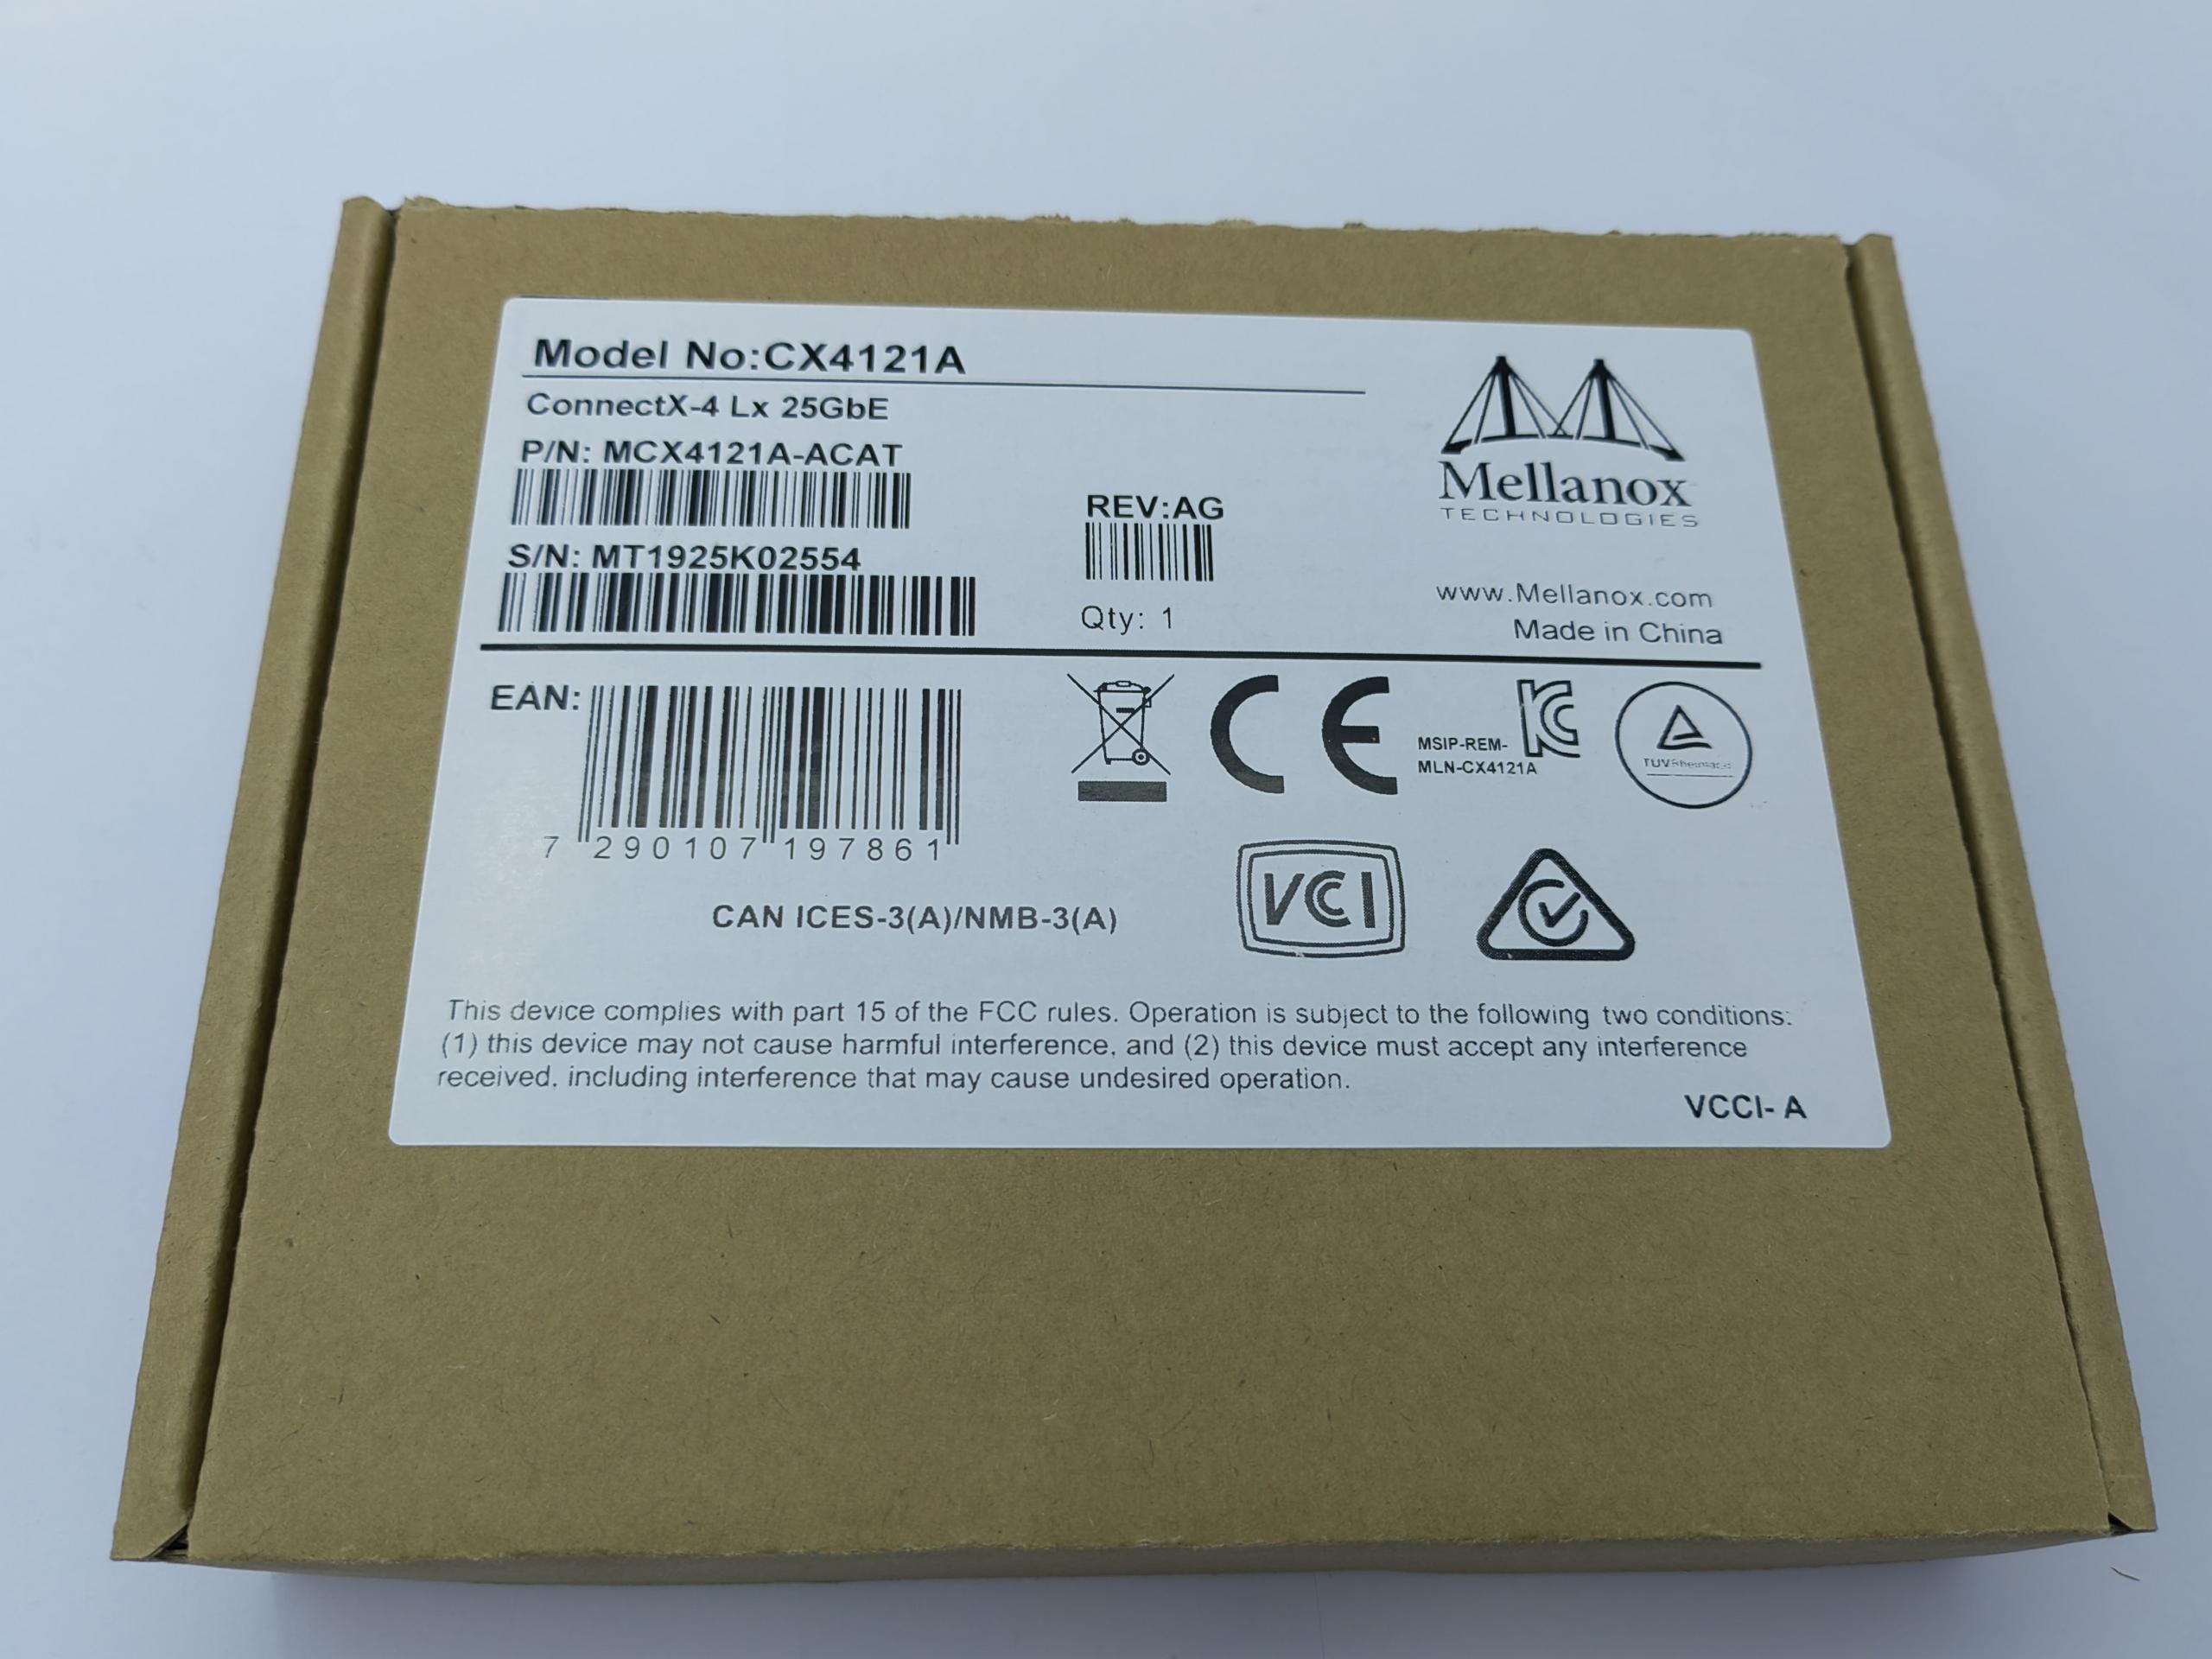 Model No:CX4121A
ConnectX-4 Lx 25GbE
P/N: MCX4121A-ACAT
S/N: MT1925K02554
REV:AG
Qty: 1
Mellanox
TECHNOLOGIES
www.Mellanox.com
Made in China
EAN:
7 290107 197861
CE
MSIP-REM-
MLN-CX4121A
KC
TÜVRheinland
CAN ICES-3(A)/NMB-3(A)
VCI
This device complies with part 15 of the FCC rules. Operation is subject to the following two conditions:
(1) this device may not cause harmful interference, and (2) this device must accept any interference
received, including interference that may cause undesired operation.
VCCI- A